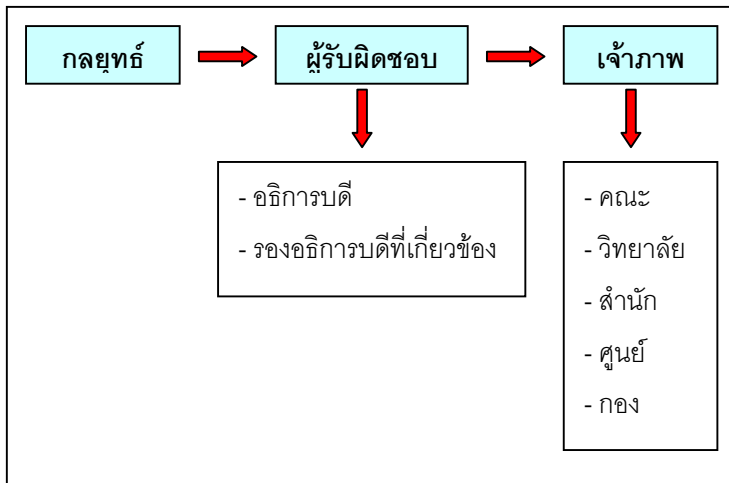 กลยุทธ์
ผู้รับผิดชอบ
เจ้าภาพ
- อธิการบดี
- รองอธิการบดีที่เกี่ยวข้อง
- คณะ
- วิทยาลัย
- สำนัก
- ศูนย์
- กอง